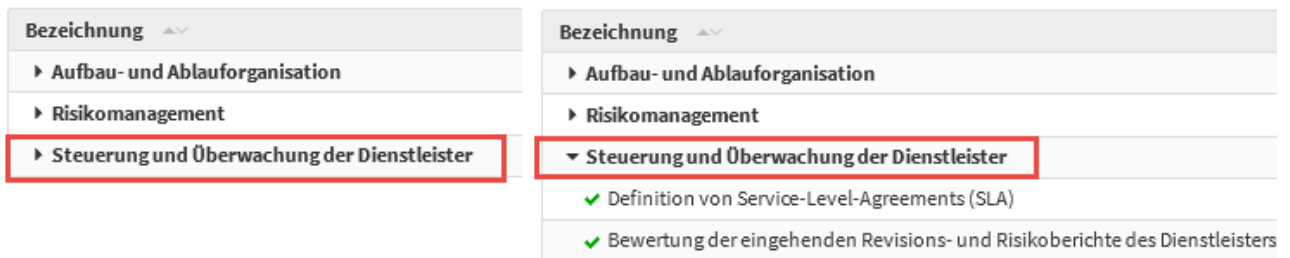 Bezeichnung
Aufbau- und Ablauforganisation
Risikomanagement
Steuerung und Überwachung der Dienstleister
Bezeichnung
Aufbau- und Ablauforganisation
Risikomanagement
Steuerung und Überwachung der Dienstleister
Definition von Service-Level-Agreements (SLA)
Bewertung der eingehenden Revisions- und Risikoberichte des Dienstleisters